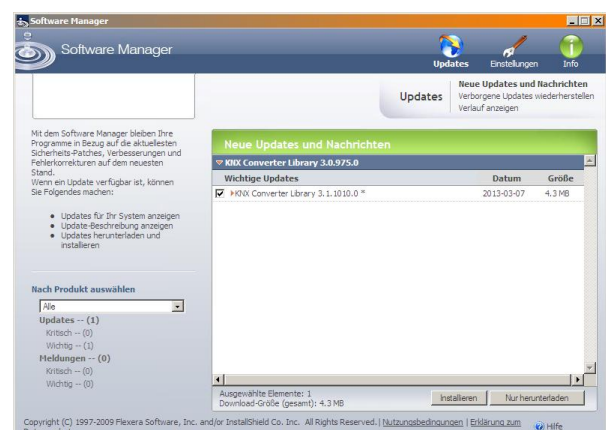 Software Manager
Software Manager
Updates
Einstellungen
Info
Updates
Neue Updates und Nachrichten
Verborgene Updates wiederherstellen
Verlauf anzeigen
Mit dem Software Manager bleiben Ihre
Programme in Bezug auf die aktuellesten
Sicherheits-Patches, Verbesserungen und
Fehlerkorrekturen auf dem neuesten
Stand.
Wenn ein Update verfügbar ist, können
Sie Folgendes machen:
Updates für Ihr System anzeigen
Update-Beschreibung anzeigen
Updates herunterladen und
installieren
Nach Produkt auswählen
Alle
Updates -- (1)
Kritisch -- (0)
Wichtig -- (1)
Meldungen -- (0)
Kritisch -- (0)
Wichtig -- (0)
Neue Updates und Nachrichten
KNX Converter Library 3.0.975.0
Wichtige Updates Datum Größe
KNX Converter Library 3.1.1010.0 * 2013-03-07 4.3 MB
Ausgewählte Elemente: 1
Download-Größe (gesamt): 4.3 MB
Installieren
Nur herunterladen
Copyright (C) 1997-2009 Flexera Software, Inc. and/or InstallShield Co. Inc. All Rights Reserved. | Nutzungsbedingungen | Erklärung zum
Hilfe